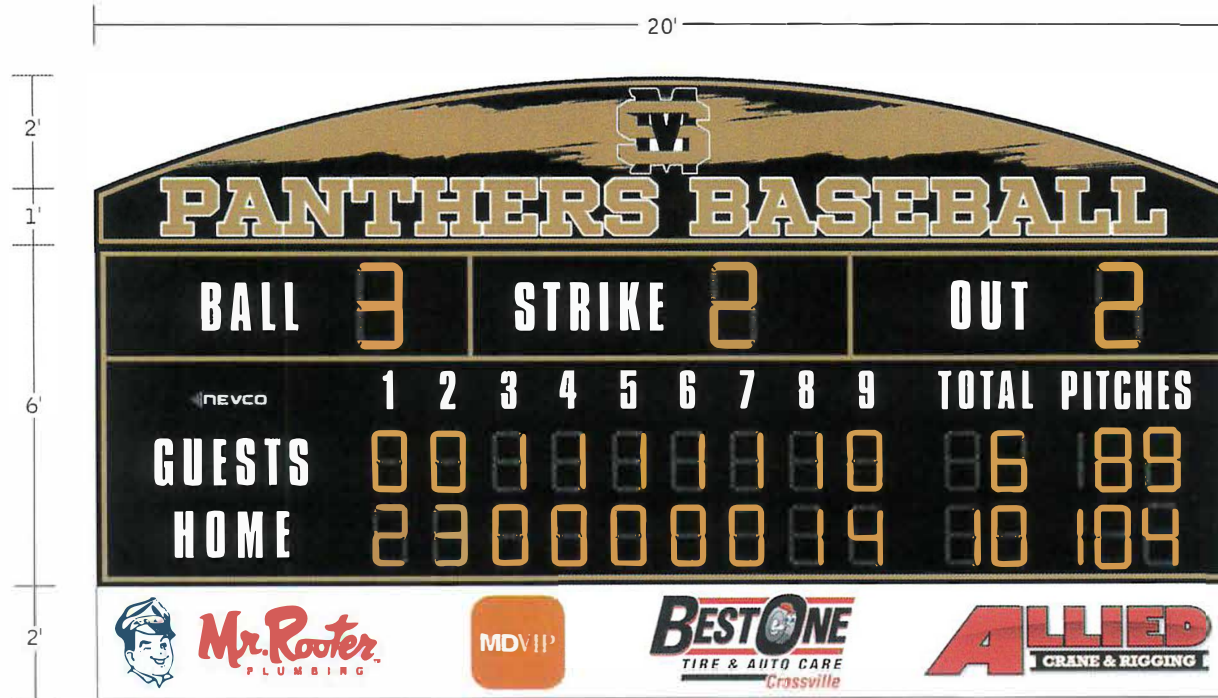 20'
2'
SMV
1'
PANTHERS BASEBALL
BALL 3 STRIKE 2 OUT 2
6'
NEVCO 1 2 3 4 5 6 7 8 9 TOTAL PITCHES
GUESTS 0 0 1 1 1 1 1 1 0 6 89
HOME 2 3 0 0 0 0 0 1 4 10 104
2'
Mr. Rooter
PLUMBING
MDVIP
BEST ONE
TIRE & AUTO CARE
Crossville
ALLIED
CRANE & RIGGING